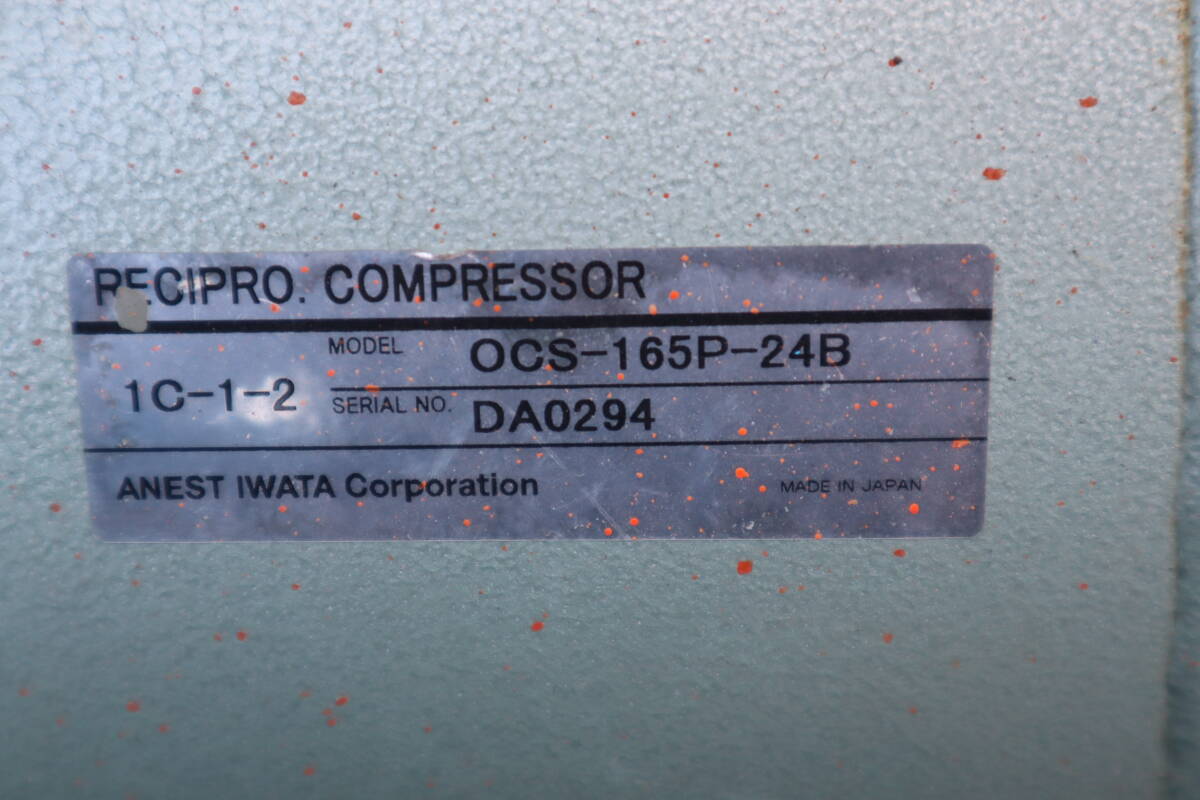 RECIPRO. COMPRESSOR
MODEL OCS-165P-24B
1C-1-2
SERIAL NO. DA0294
ANEST IWATA Corporation MADE IN JAPAN